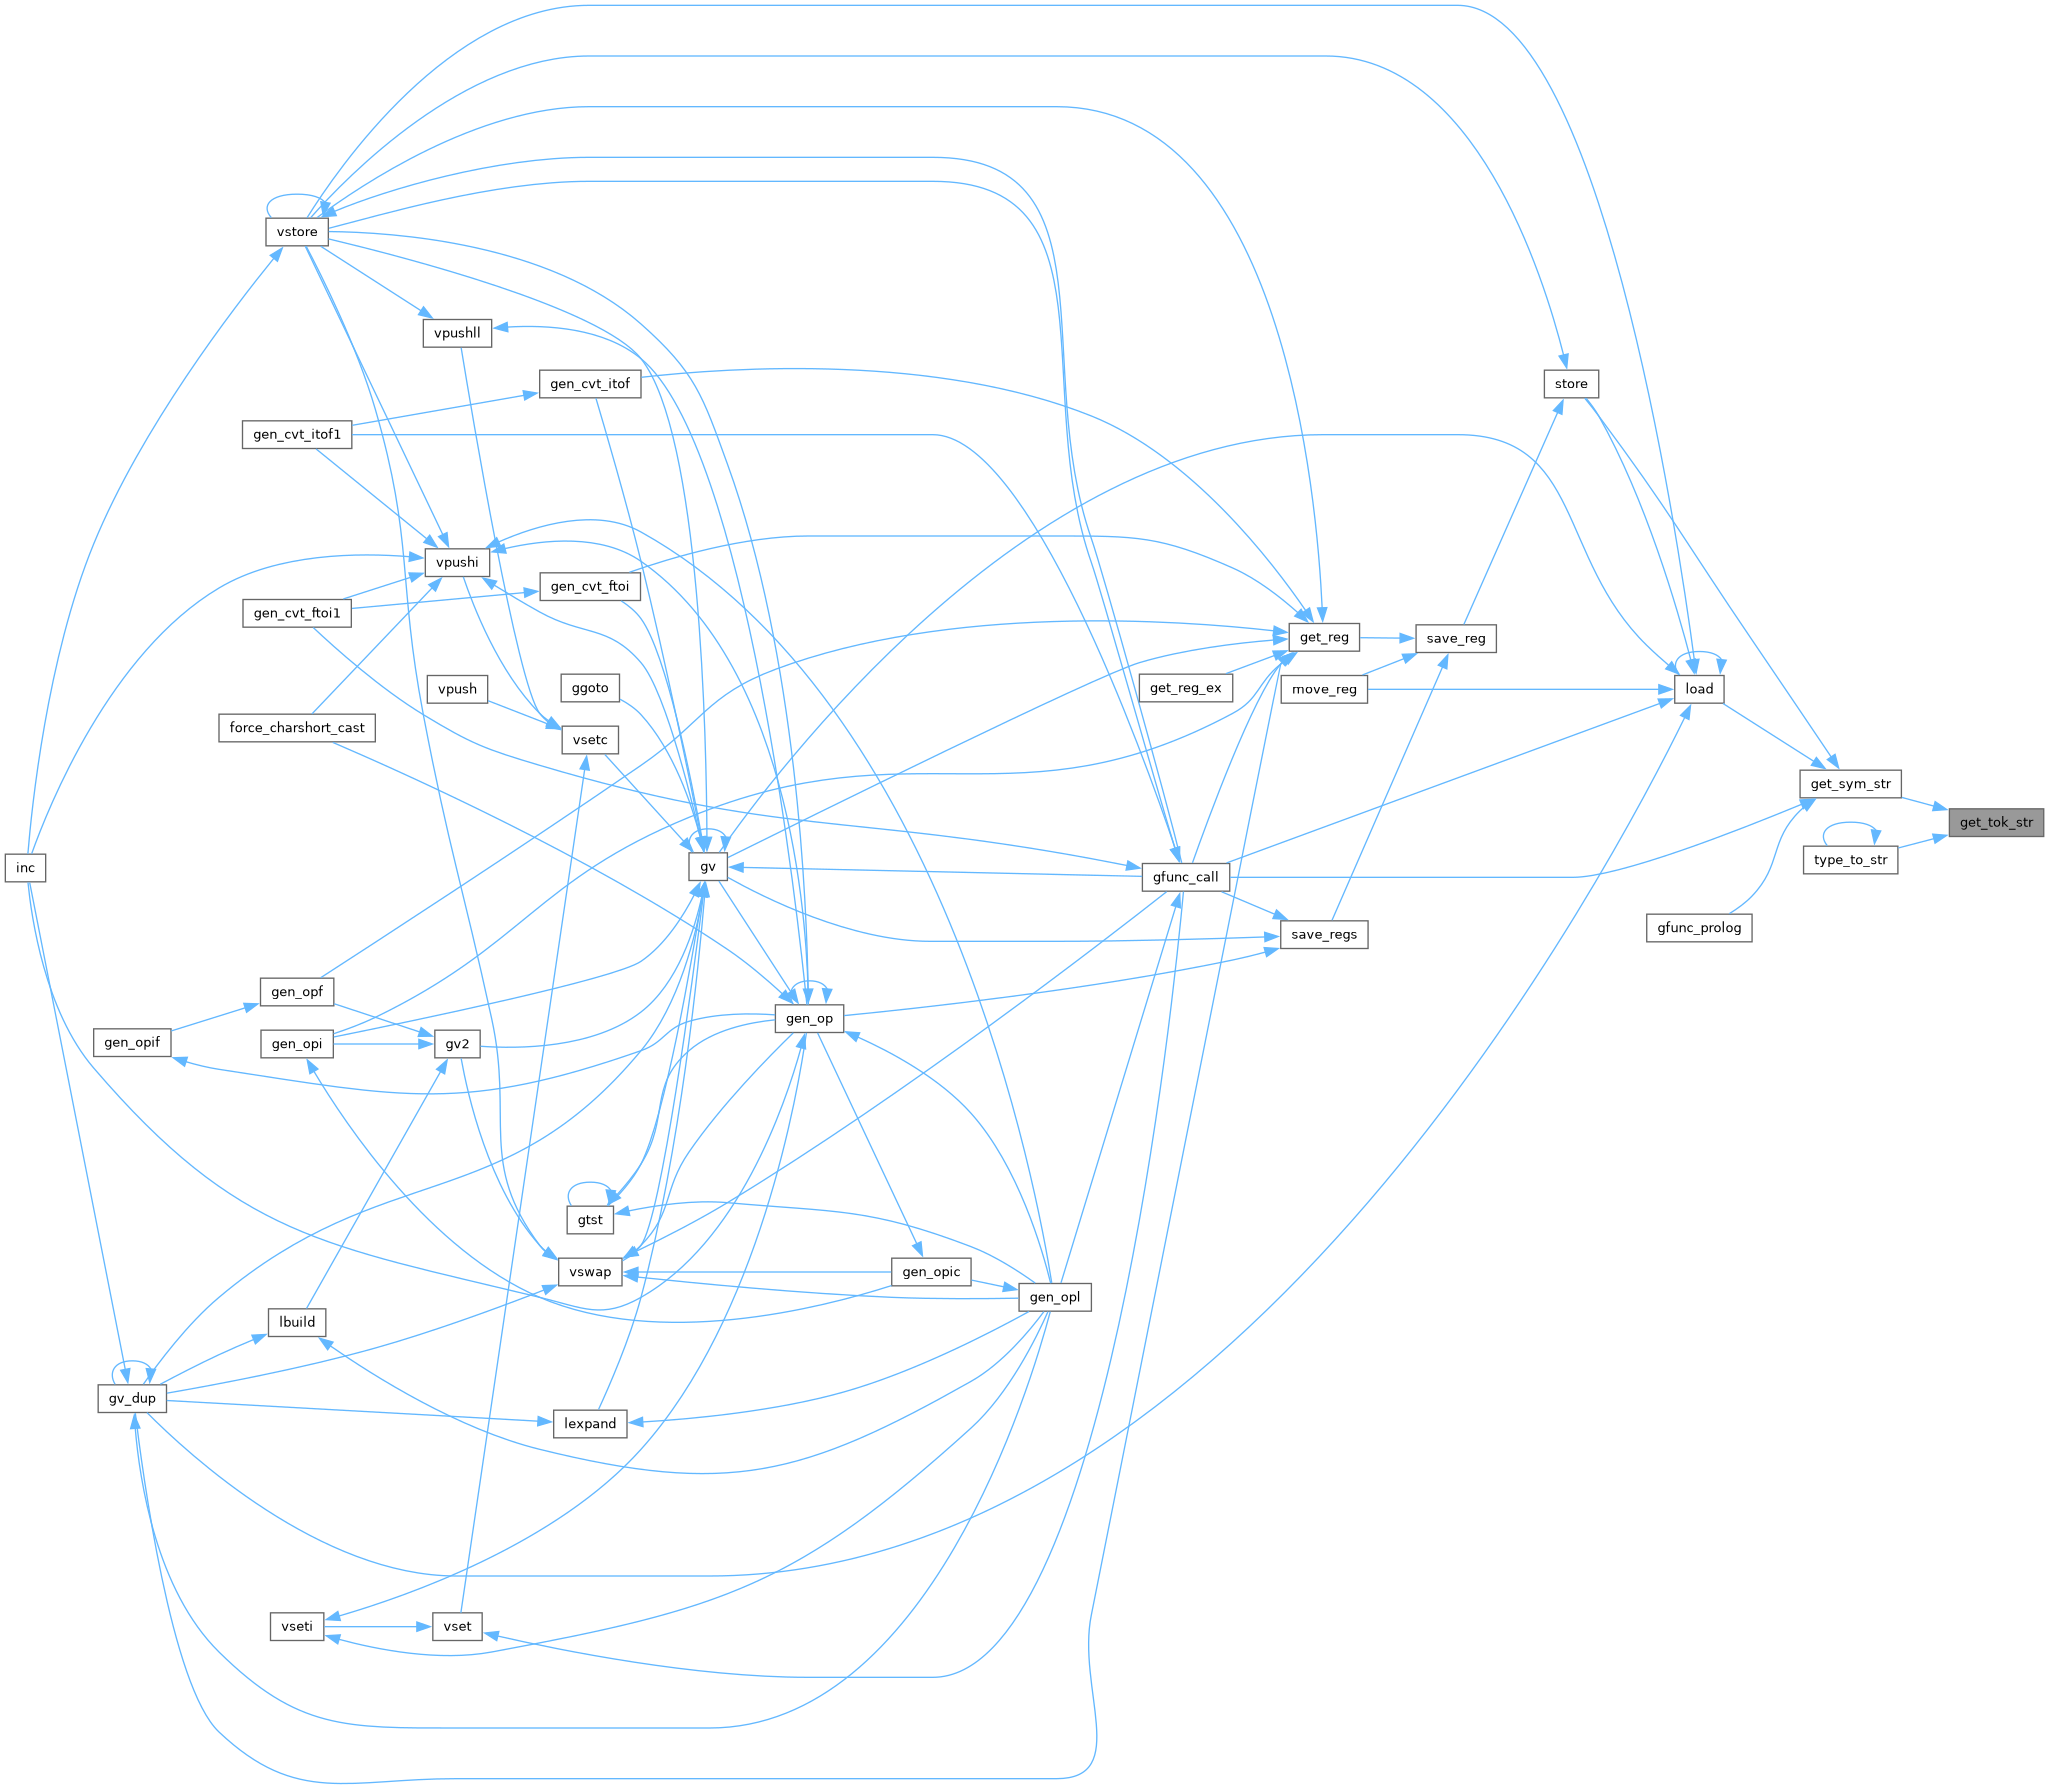 vstore
vpushll
gen_cvt_itof
store
gen_cvt_itof1
vpushi
gen_cvt_ftoi
gen_cvt_ftoi1
get_reg
save_reg
vpush
ggoto
get_reg_ex
move_reg
load
force_charshort_cast
vsetc
get_sym_str
get_tok_str
inc
gv
gfunc_call
type_to_str
gfunc_prolog
save_regs
gen_opf
gen_op
gen_opif
gen_opi
gv2
gtst
vswap
gen_opic
gen_opl
lbuild
gv_dup
lexpand
vseti
vset